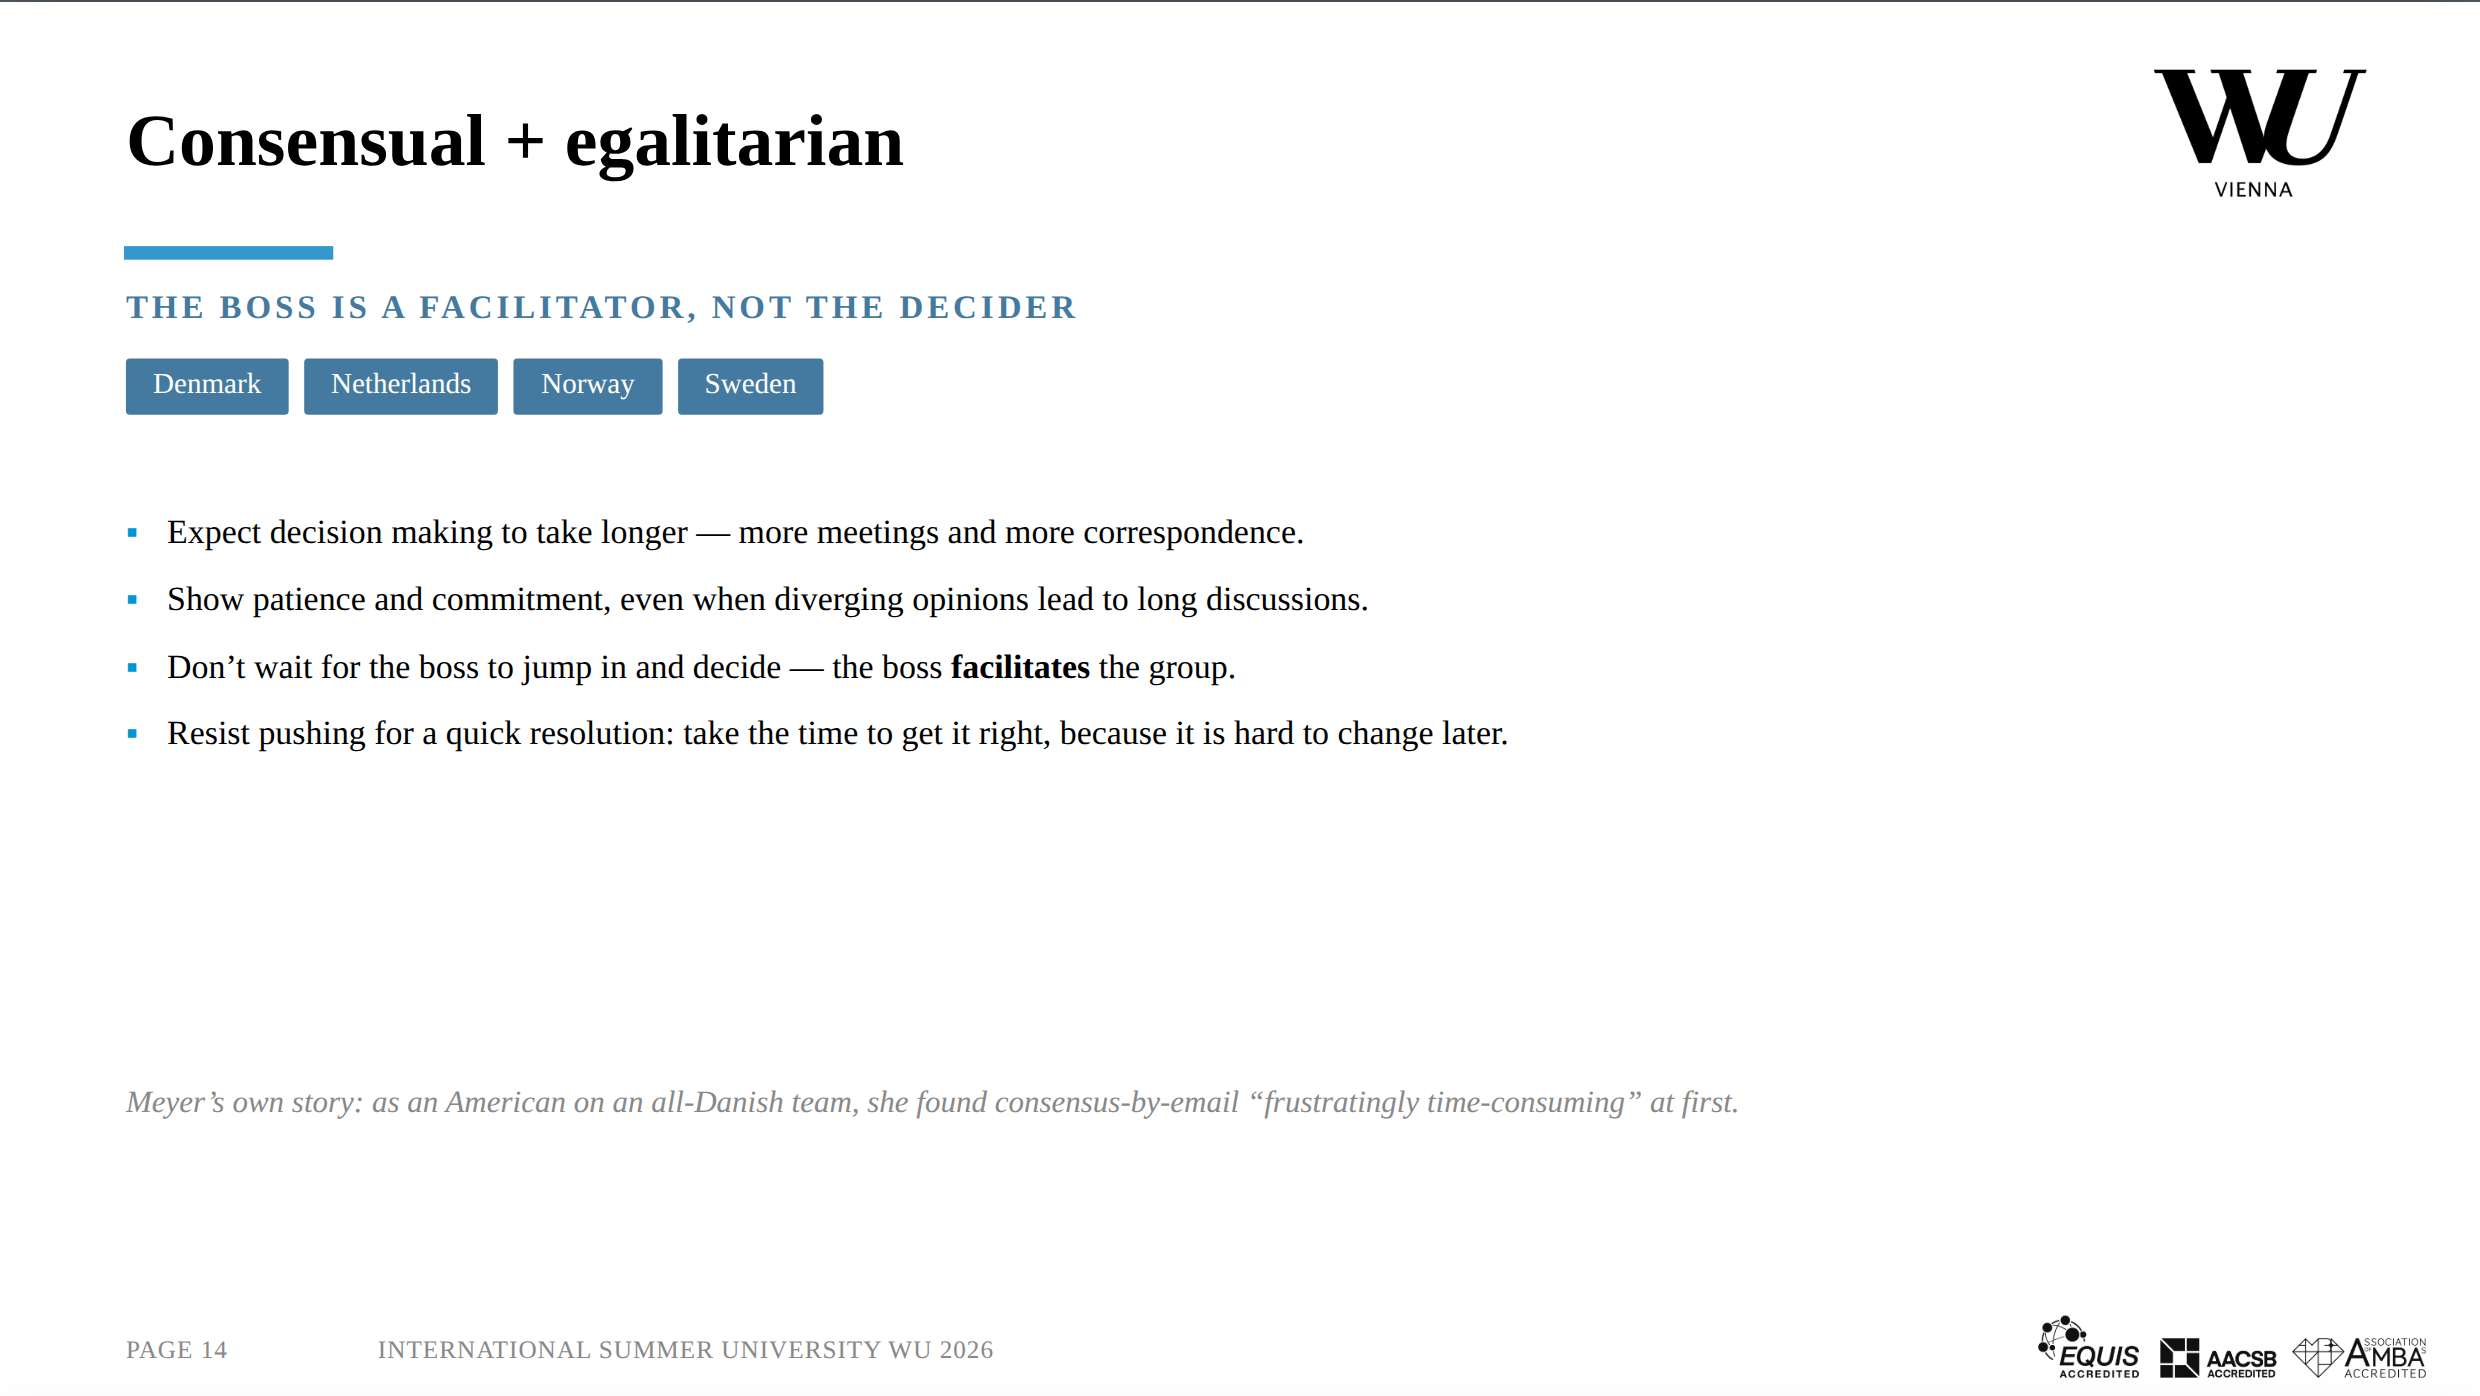 Consensual + egalitarian
WU
VIENNA
THE BOSS IS A FACILITATOR, NOT THE DECIDER
Denmark Netherlands Norway Sweden
▪ Expect decision making to take longer — more meetings and more correspondence.
▪ Show patience and commitment, even when diverging opinions lead to long discussions.
▪ Don’t wait for the boss to jump in and decide — the boss facilitates the group.
▪ Resist pushing for a quick resolution: take the time to get it right, because it is hard to change later.
Meyer’s own story: as an American on an all-Danish team, she found consensus-by-email “frustratingly time-consuming” at first.
PAGE 14 INTERNATIONAL SUMMER UNIVERSITY WU 2026
EQUIS
ACCREDITED
AACSB
ACCREDITED
ASSOCIATION
OF MBAS
ACCREDITED